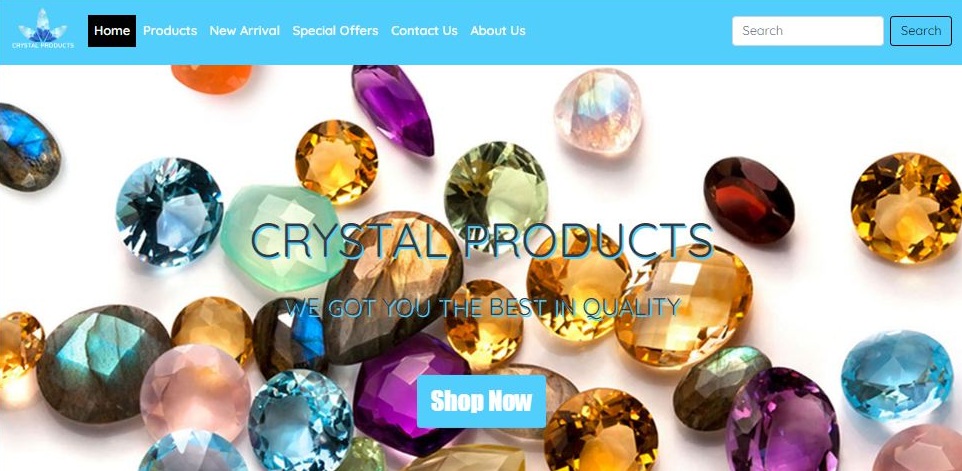 CRYSTAL PRODUCTS
Home Products New Arrival Special Offers Contact Us About Us Search Search
CRYSTAL PRODUCTS
WE GOT YOU THE BEST IN QUALITY
Shop Now